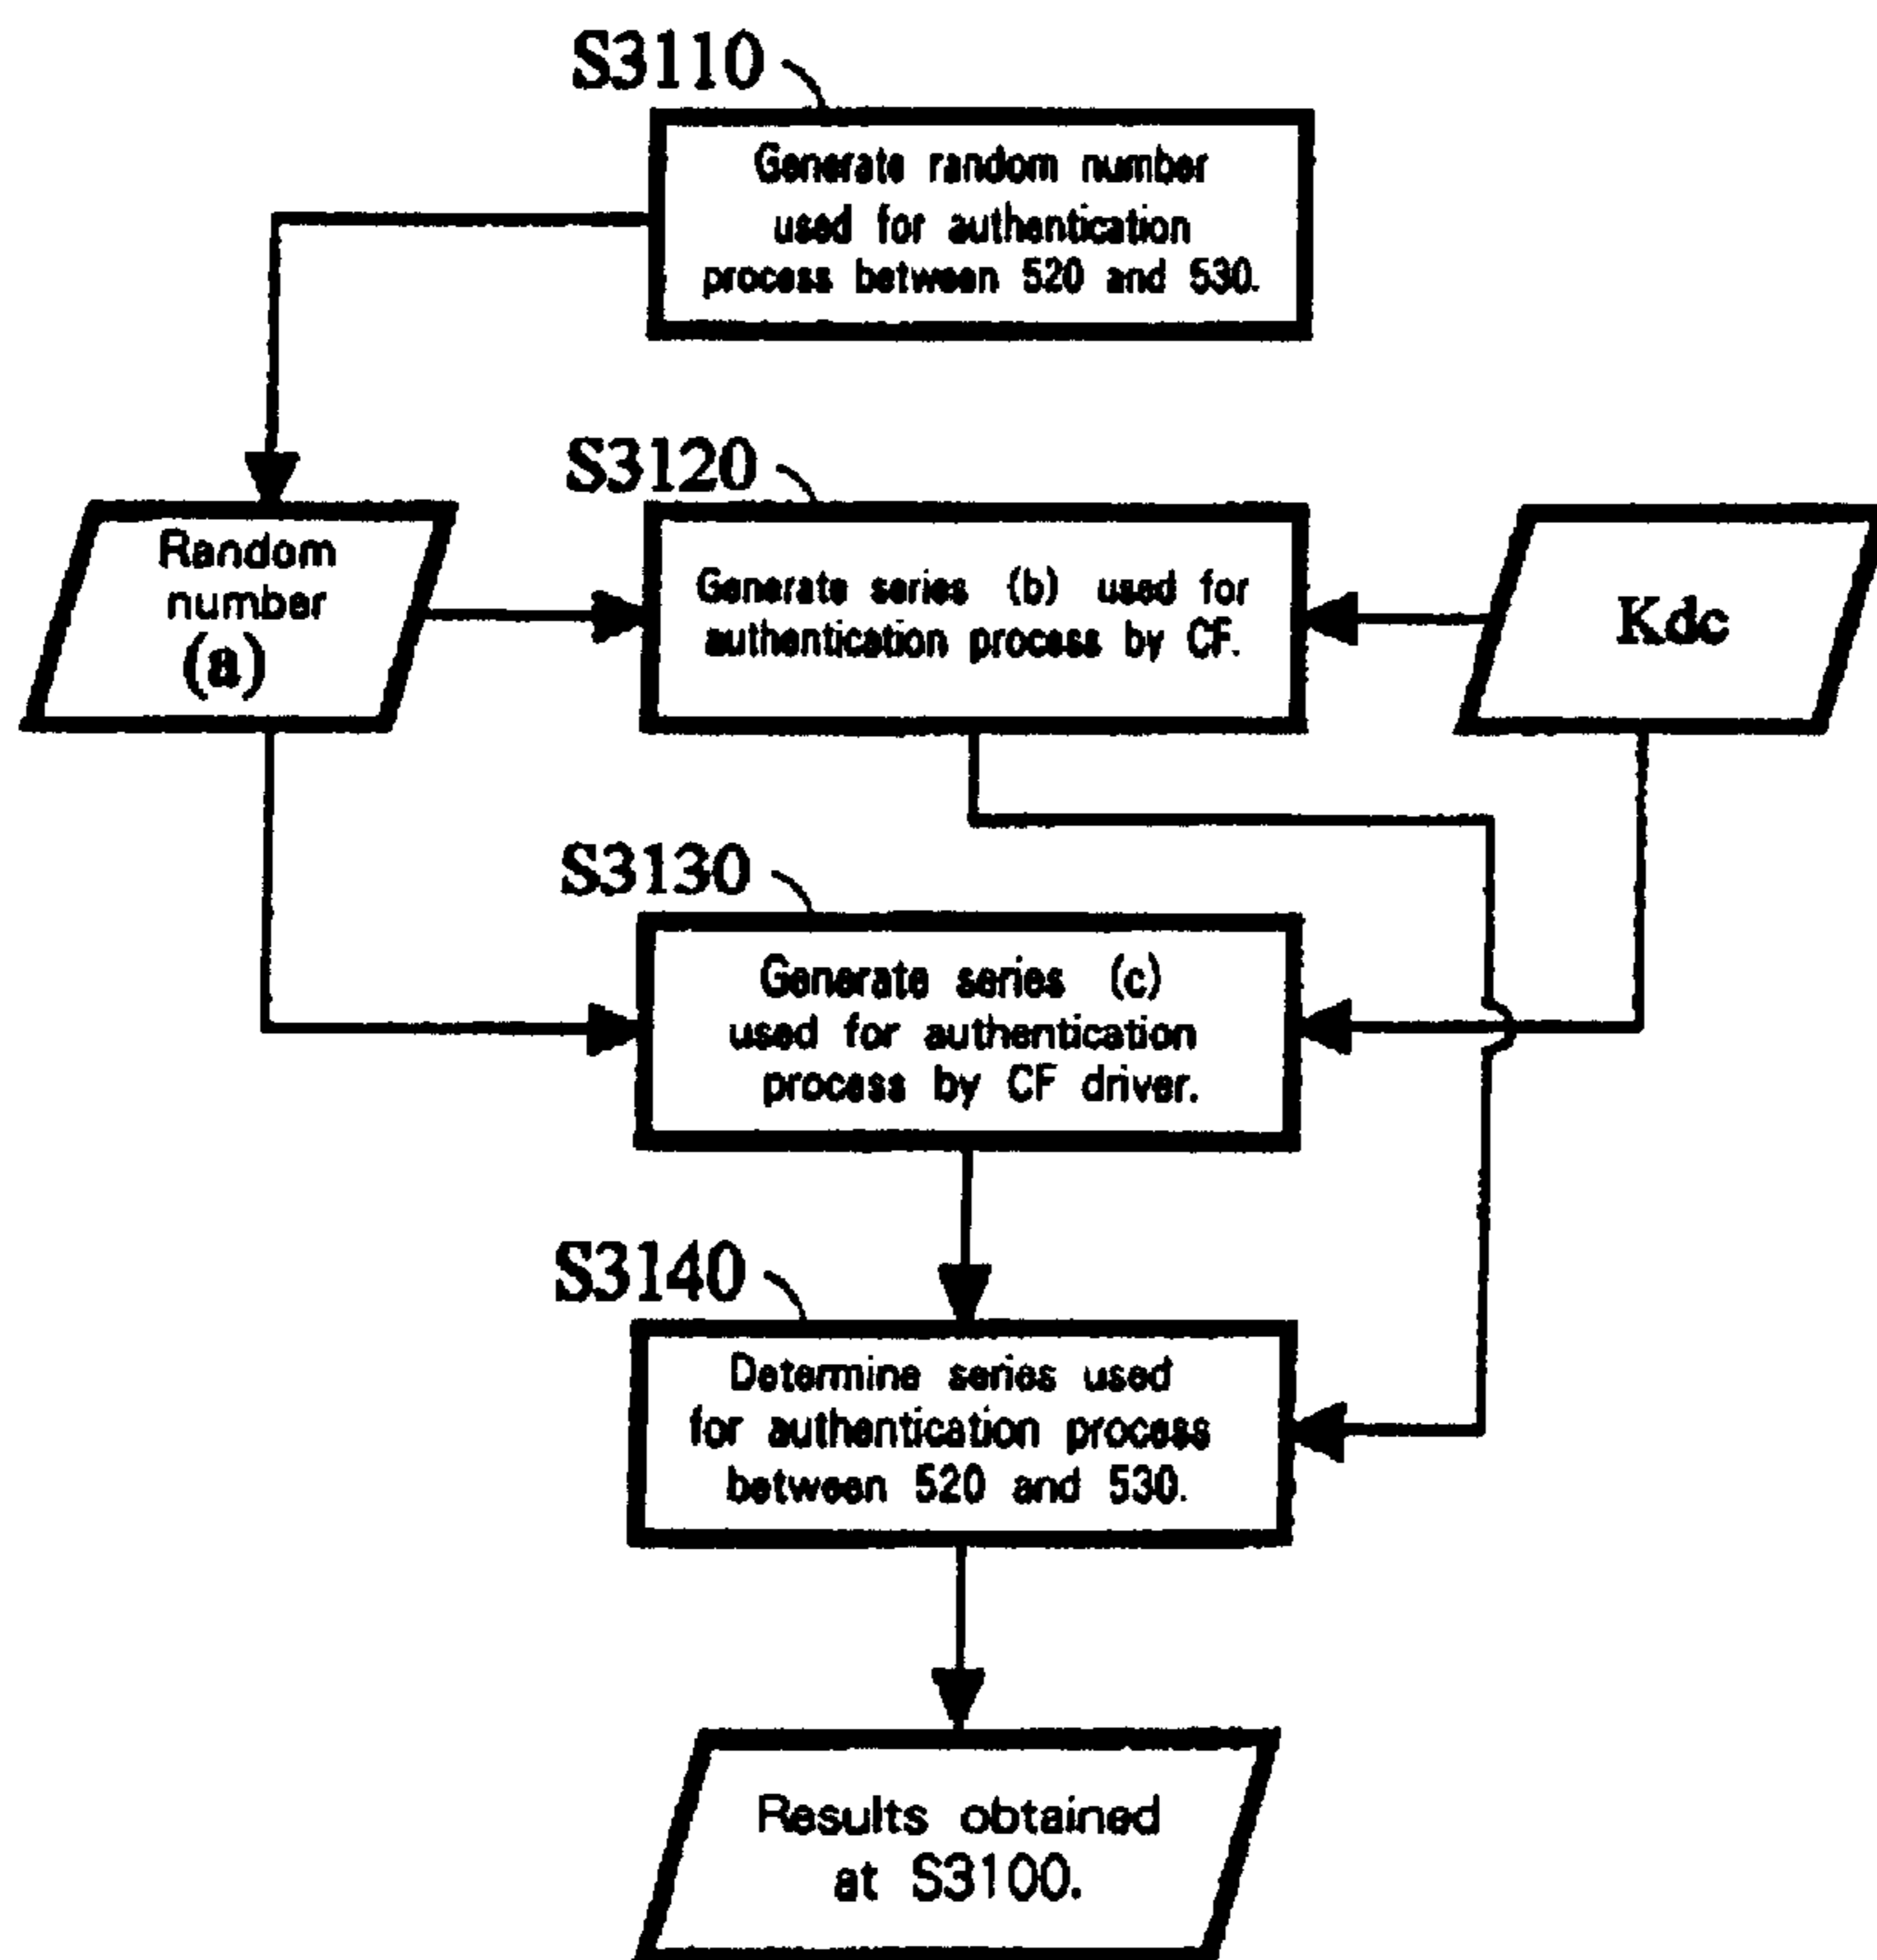 S3110
Generate random number
used for authentication
process between 520 and 530.
S3120
Random
number
(a)
Generate series (b) used for
authentication process by CF.
Kdc
S3130
Generate series (c)
used for authentication
process by CF driver.
S3140
Determine series used
for authentication process
between 520 and 530.
Results obtained
at S3100.